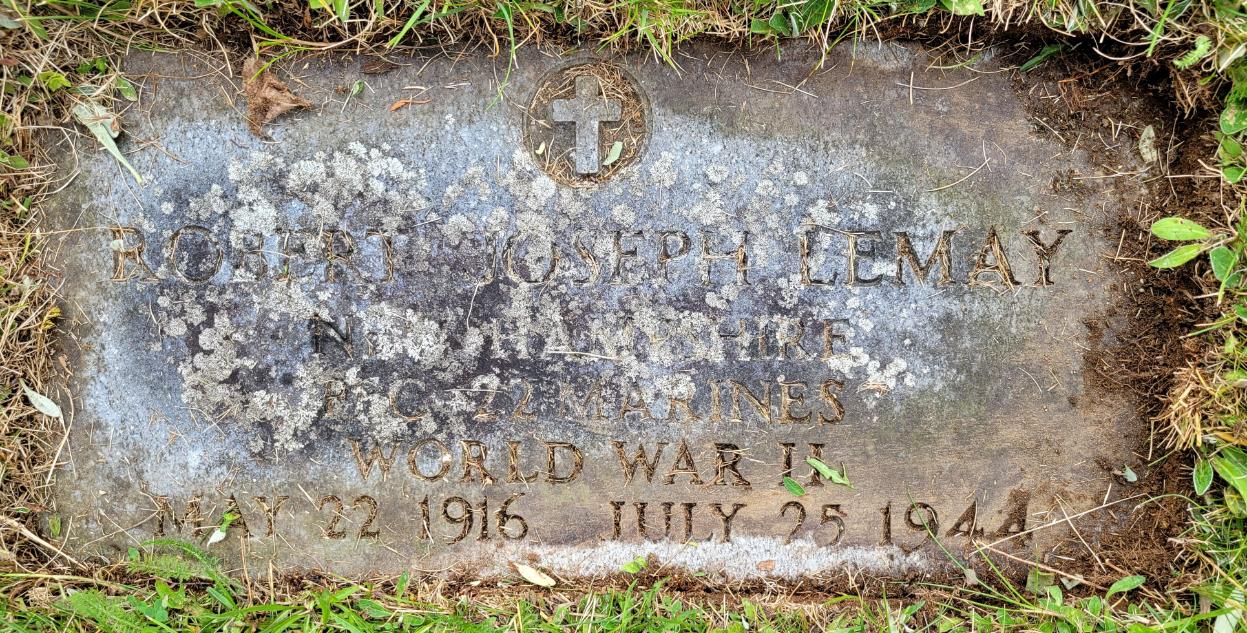 ROBERT JOSEPH LEMAY
NEW HAMPSHIRE
PFC 22 MARINES
WORLD WAR II
MAY 22 1916 JULY 25 1944